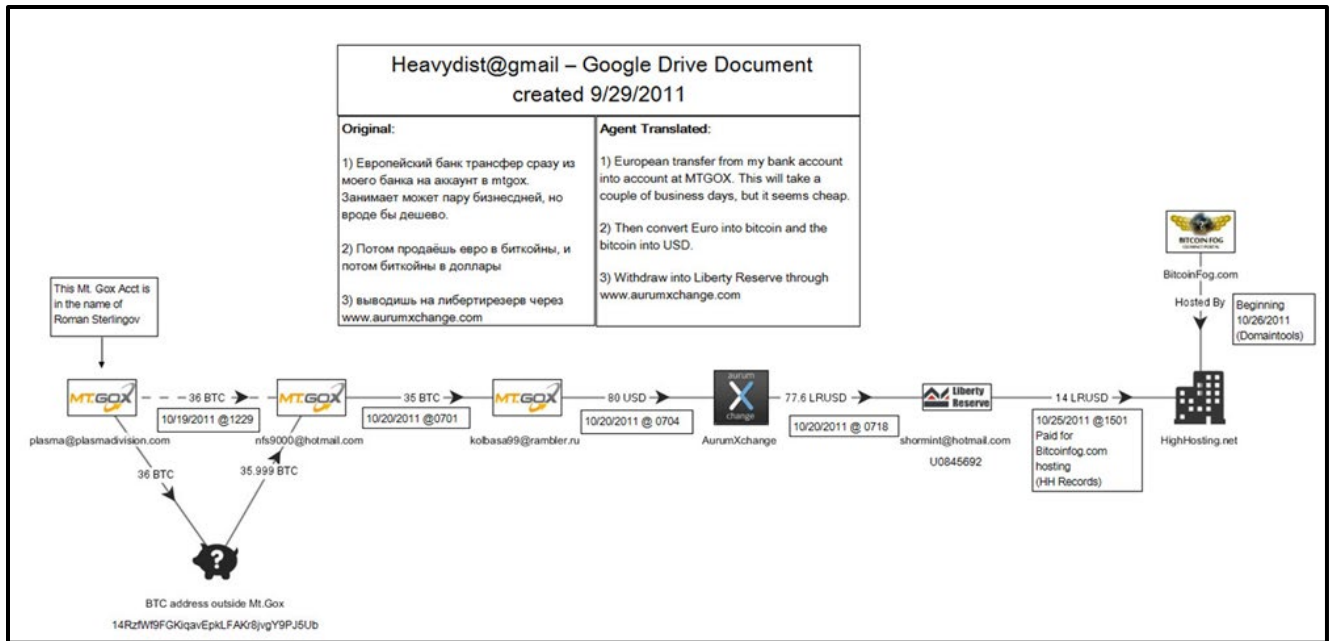 Heavydist@gmail – Google Drive Document
created 9/29/2011
Original:
1) Европейский банк трансфер сразу из
моего банка на аккаунт в mtgox.
Занимает может пару бизнесдней, но
вроде бы дешево.
2) Потом продаёшь евро в биткойны, и
потом биткойны в доллары
3) выводишь на либертирезерв через
www.aurumxchange.com
Agent Translated:
1) European transfer from my bank account
into account at MTGOX. This will take a
couple of business days, but it seems cheap.
2) Then convert Euro into bitcoin and the
bitcoin into USD.
3) Withdraw into Liberty Reserve through
www.aurumxchange.com
BITCOIN FOG
BitcoinFog.com
Hosted By
Beginning
10/26/2011
(Domaintools)
This Mt. Gox Acct is
in the name of
Roman Sterlingov
MT.GOX
36 BTC
10/19/2011 @1229
MT.GOX
35 BTC
10/20/2011 @0701
MT.GOX
80 USD
10/20/2011 @ 0704
aurum
X
change
77.6 LRUSD
10/20/2011 @ 0718
Liberty
Reserve
14 LRUSD
10/25/2011 @1501
Paid for
Bitcoinfog.com
hosting
(HH Records)
plasma@plasmadivision.com
nfs9000@hotmail.com
kolbasa99@rambler.ru
AurumXchange
shormint@hotmail.com
U0845692
HighHosting.net
36 BTC
35.999 BTC
?
BTC address outside Mt.Gox
14RzfWf9FGKiqavEpkLFAKr8jvgY9PJ5Ub